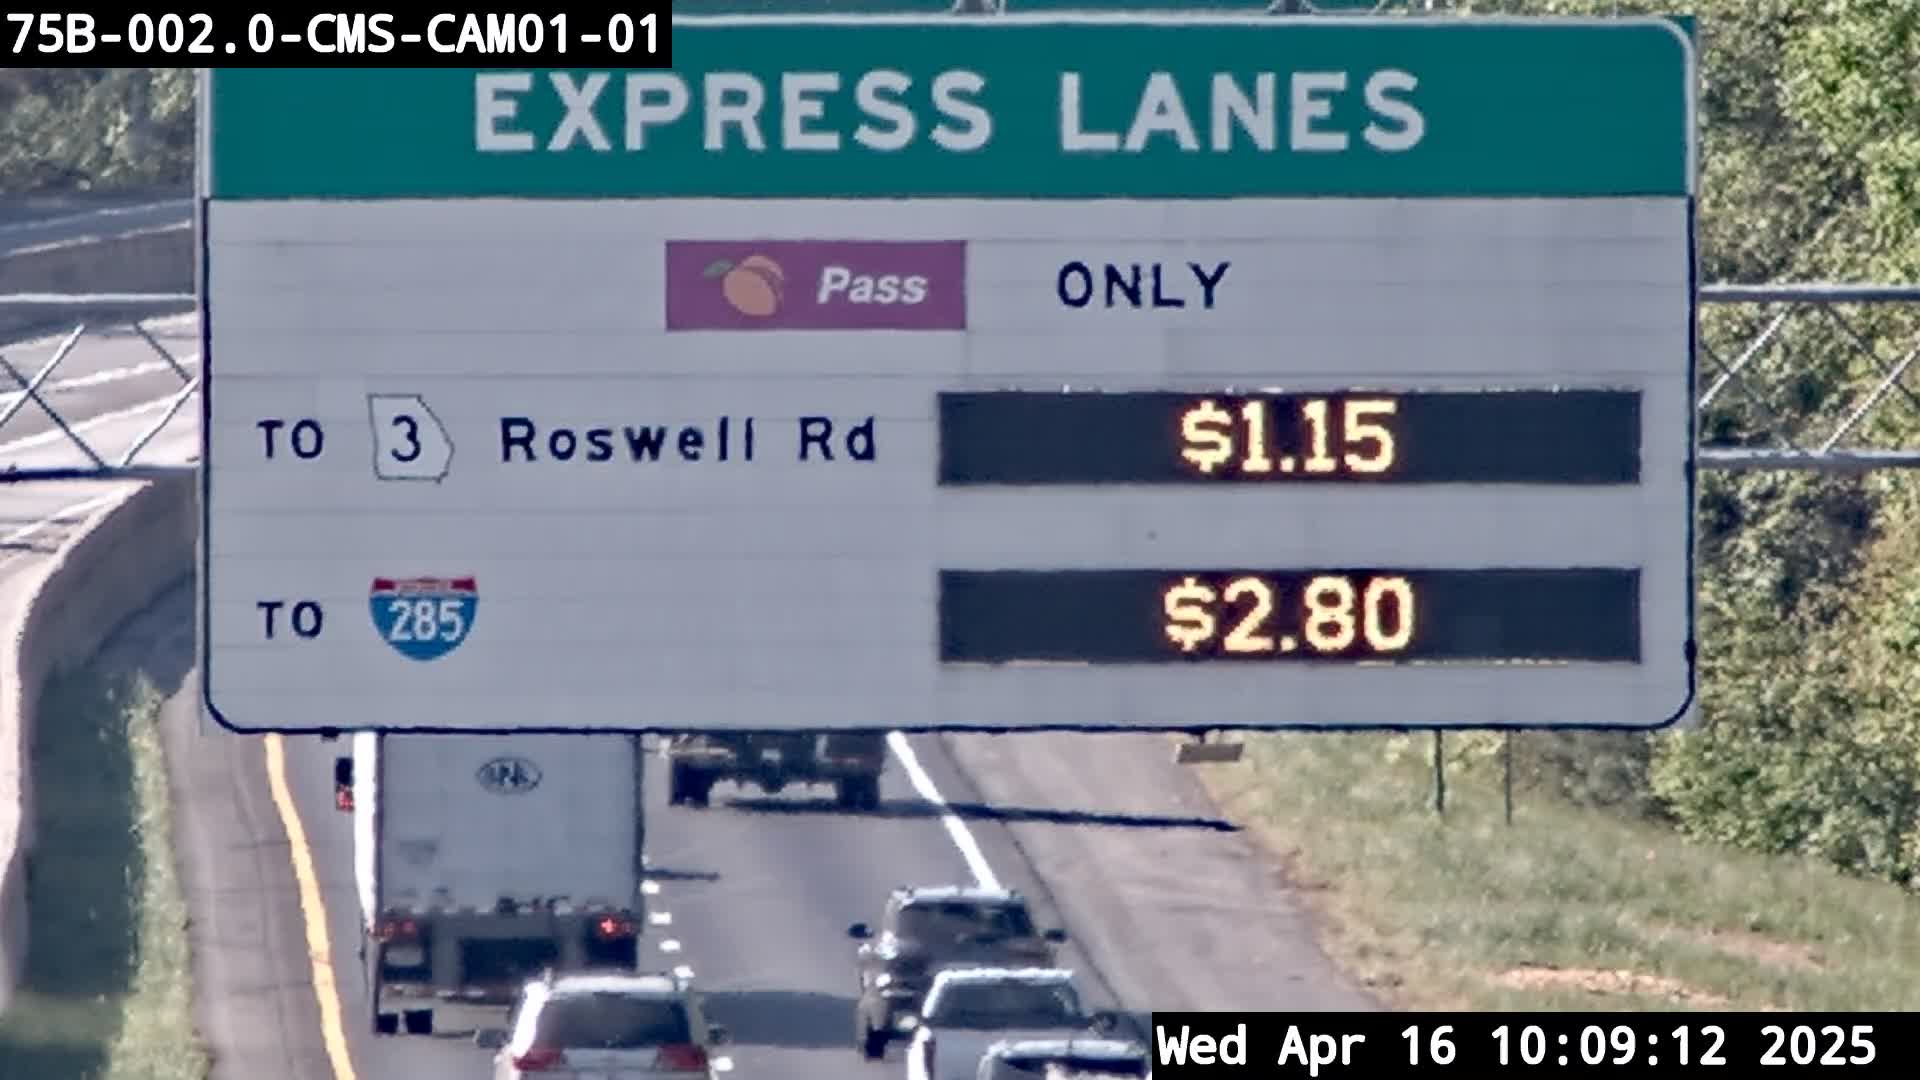 75B-002.0-CMS-CAM01-01
EXPRESS LANES
Pass ONLY
TO 3 Roswell Rd $1.15
TO 285 $2.80
Wed Apr 16 10:09:12 2025